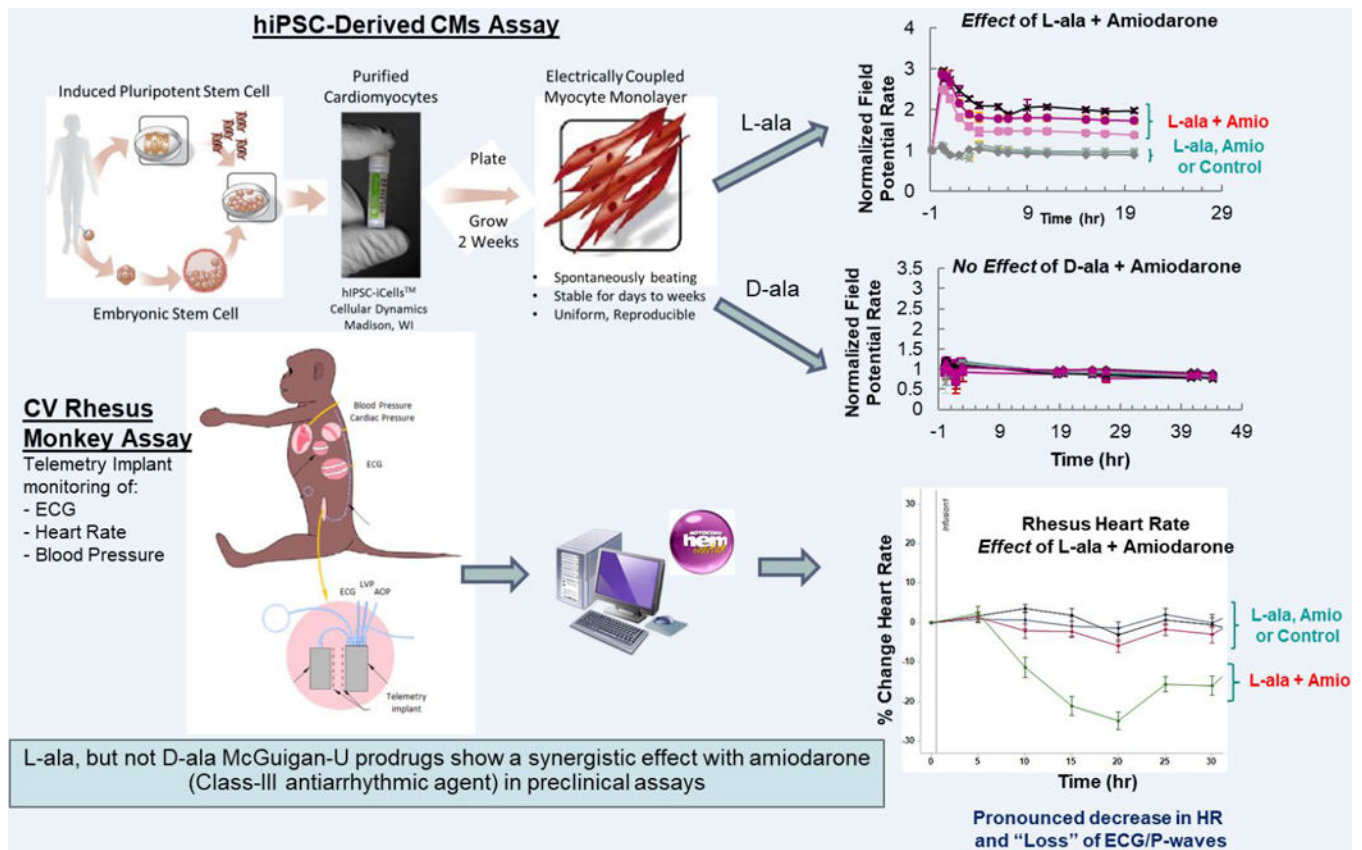 hiPSC-Derived CMs Assay
Induced Pluripotent Stem Cell
Embryonic Stem Cell
Purified
Cardiomyocytes
hIPSC-iCells™
Cellular Dynamics
Madison, WI
Plate
Grow
2 Weeks
Electrically Coupled
Myocyte Monolayer
• Spontaneously beating
• Stable for days to weeks
• Uniform, Reproducible
L-ala
D-ala
Effect of L-ala + Amiodarone
Normalized Field
Potential Rate
4
3
2
1
0
-1 9 19 29
Time (hr)
L-ala + Amio
L-ala, Amio
or Control
No Effect of D-ala + Amiodarone
Normalized Field
Potential Rate
3.5
3
2.5
2
1.5
1
0.5
0
-1 9 19 29 39 49
Time (hr)
CV Rhesus
Monkey Assay
Telemetry Implant
monitoring of:
- ECG
- Heart Rate
- Blood Pressure
Blood Pressure
Cardiac Pressure
ECG
ECG LVP AOP
Telemetry
implant
hem
Rhesus Heart Rate
Effect of L-ala + Amiodarone
Infusion1
% Change Heart Rate
30
20
10
0
-10
-20
-30
0 5 10 15 20 25 30
Time (hr)
L-ala, Amio
or Control
L-ala + Amio
Pronounced decrease in HR
and “Loss” of ECG/P-waves
L-ala, but not D-ala McGuigan-U prodrugs show a synergistic effect with amiodarone
(Class-III antiarrhythmic agent) in preclinical assays